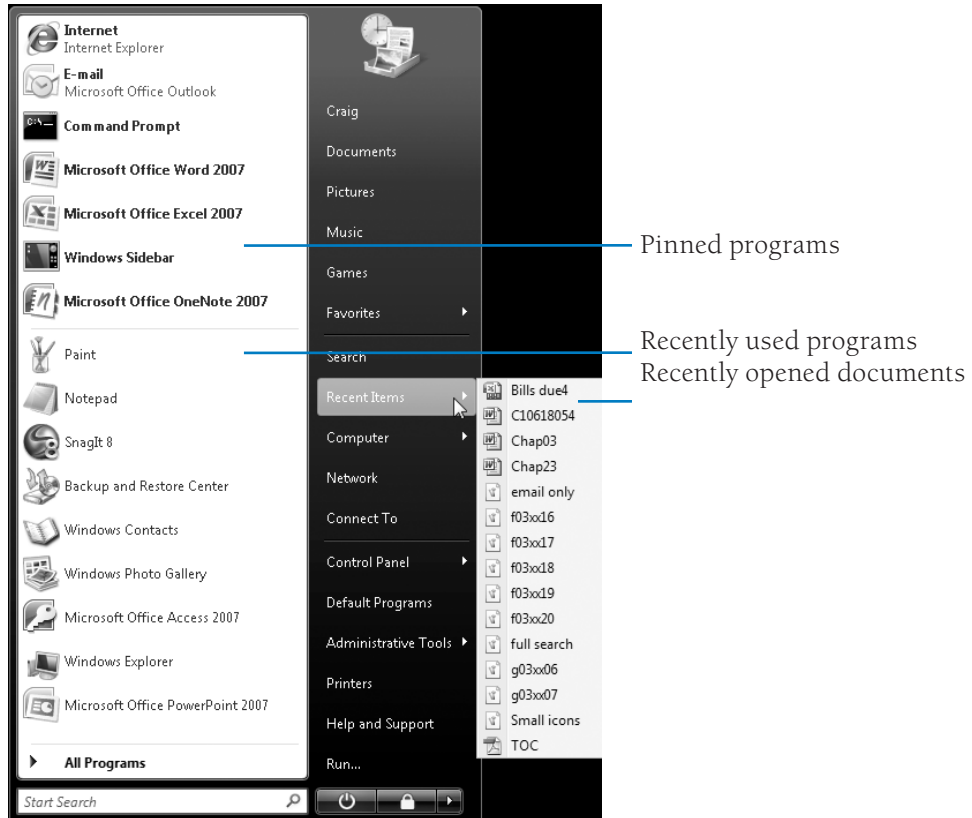 Internet
Internet Explorer
E-mail
Microsoft Office Outlook
C:\
Command Prompt
Microsoft Office Word 2007
Microsoft Office Excel 2007
Windows Sidebar
Microsoft Office OneNote 2007
Paint
Notepad
SnagIt 8
Backup and Restore Center
Windows Contacts
Windows Photo Gallery
Microsoft Office Access 2007
Windows Explorer
Microsoft Office PowerPoint 2007
All Programs
Start Search
Craig
Documents
Pictures
Music
Games
Favorites
Search
Recent Items
Computer
Network
Connect To
Control Panel
Default Programs
Administrative Tools
Printers
Help and Support
Run...
Bills due4
C10618054
Chap03
Chap23
email only
f03xx16
f03xx17
f03xx18
f03xx19
f03xx20
full search
g03xx06
g03xx07
Small icons
TOC
Pinned programs
Recently used programs
Recently opened documents